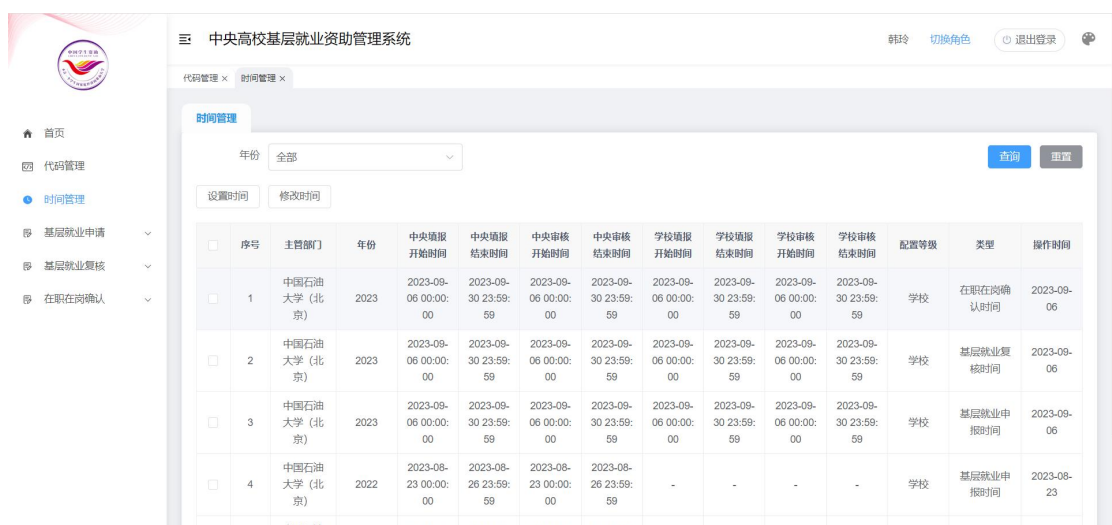 中央高校基层就业资助管理系统
韩玲 切换角色 退出登录
代码管理 × 时间管理 ×
首页
代码管理
时间管理
基层就业申请
基层就业复核
在职在岗确认
时间管理
年份 全部 查询 重置
设置时间 修改时间
序号 主管部门 年份 中央填报 中央填报 中央审核 中央审核 学校填报 学校填报 学校审核 学校审核 配置等级 类型 操作时间
开始时间 结束时间 开始时间 结束时间 开始时间 结束时间 开始时间 结束时间
中国石油 2023-09- 2023-09- 2023-09- 2023-09- 2023-09- 2023-09- 2023-09- 2023-09- 在职在岗确 2023-09-
1 大学（北 2023 06 00:00: 30 23:59: 06 00:00: 30 23:59: 06 00:00: 30 23:59: 06 00:00: 30 23:59: 学校 认时间 06
京） 00 59 00 59 00 59 00 59
中国石油 2023-09- 2023-09- 2023-09- 2023-09- 2023-09- 2023-09- 2023-09- 2023-09- 基层就业复 2023-09-
2 大学（北 2023 06 00:00: 30 23:59: 06 00:00: 30 23:59: 06 00:00: 30 23:59: 06 00:00: 30 23:59: 学校 核时间 06
京） 00 59 00 59 00 59 00 59
中国石油 2023-09- 2023-09- 2023-09- 2023-09- 2023-09- 2023-09- 2023-09- 2023-09- 基层就业申 2023-09-
3 大学（北 2023 06 00:00: 30 23:59: 06 00:00: 30 23:59: 06 00:00: 30 23:59: 06 00:00: 30 23:59: 学校 报时间 06
京） 00 59 00 59 00 59 00 59
中国石油 2023-08- 2023-08- 2023-08- 2023-08- 基层就业申 2023-08-
4 大学（北 2022 23 00:00: 26 23:59: 23 00:00: 26 23:59: - - - - 学校 报时间 23
京） 00 59 00 59